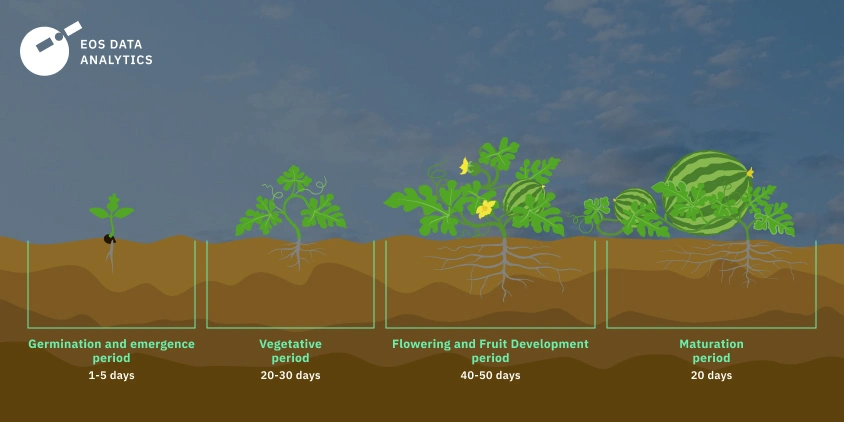 EOS DATA
ANALYTICS
Germination and emergence
period
1-5 days
Vegetative
period
20-30 days
Flowering and Fruit Development
period
40-50 days
Maturation
period
20 days